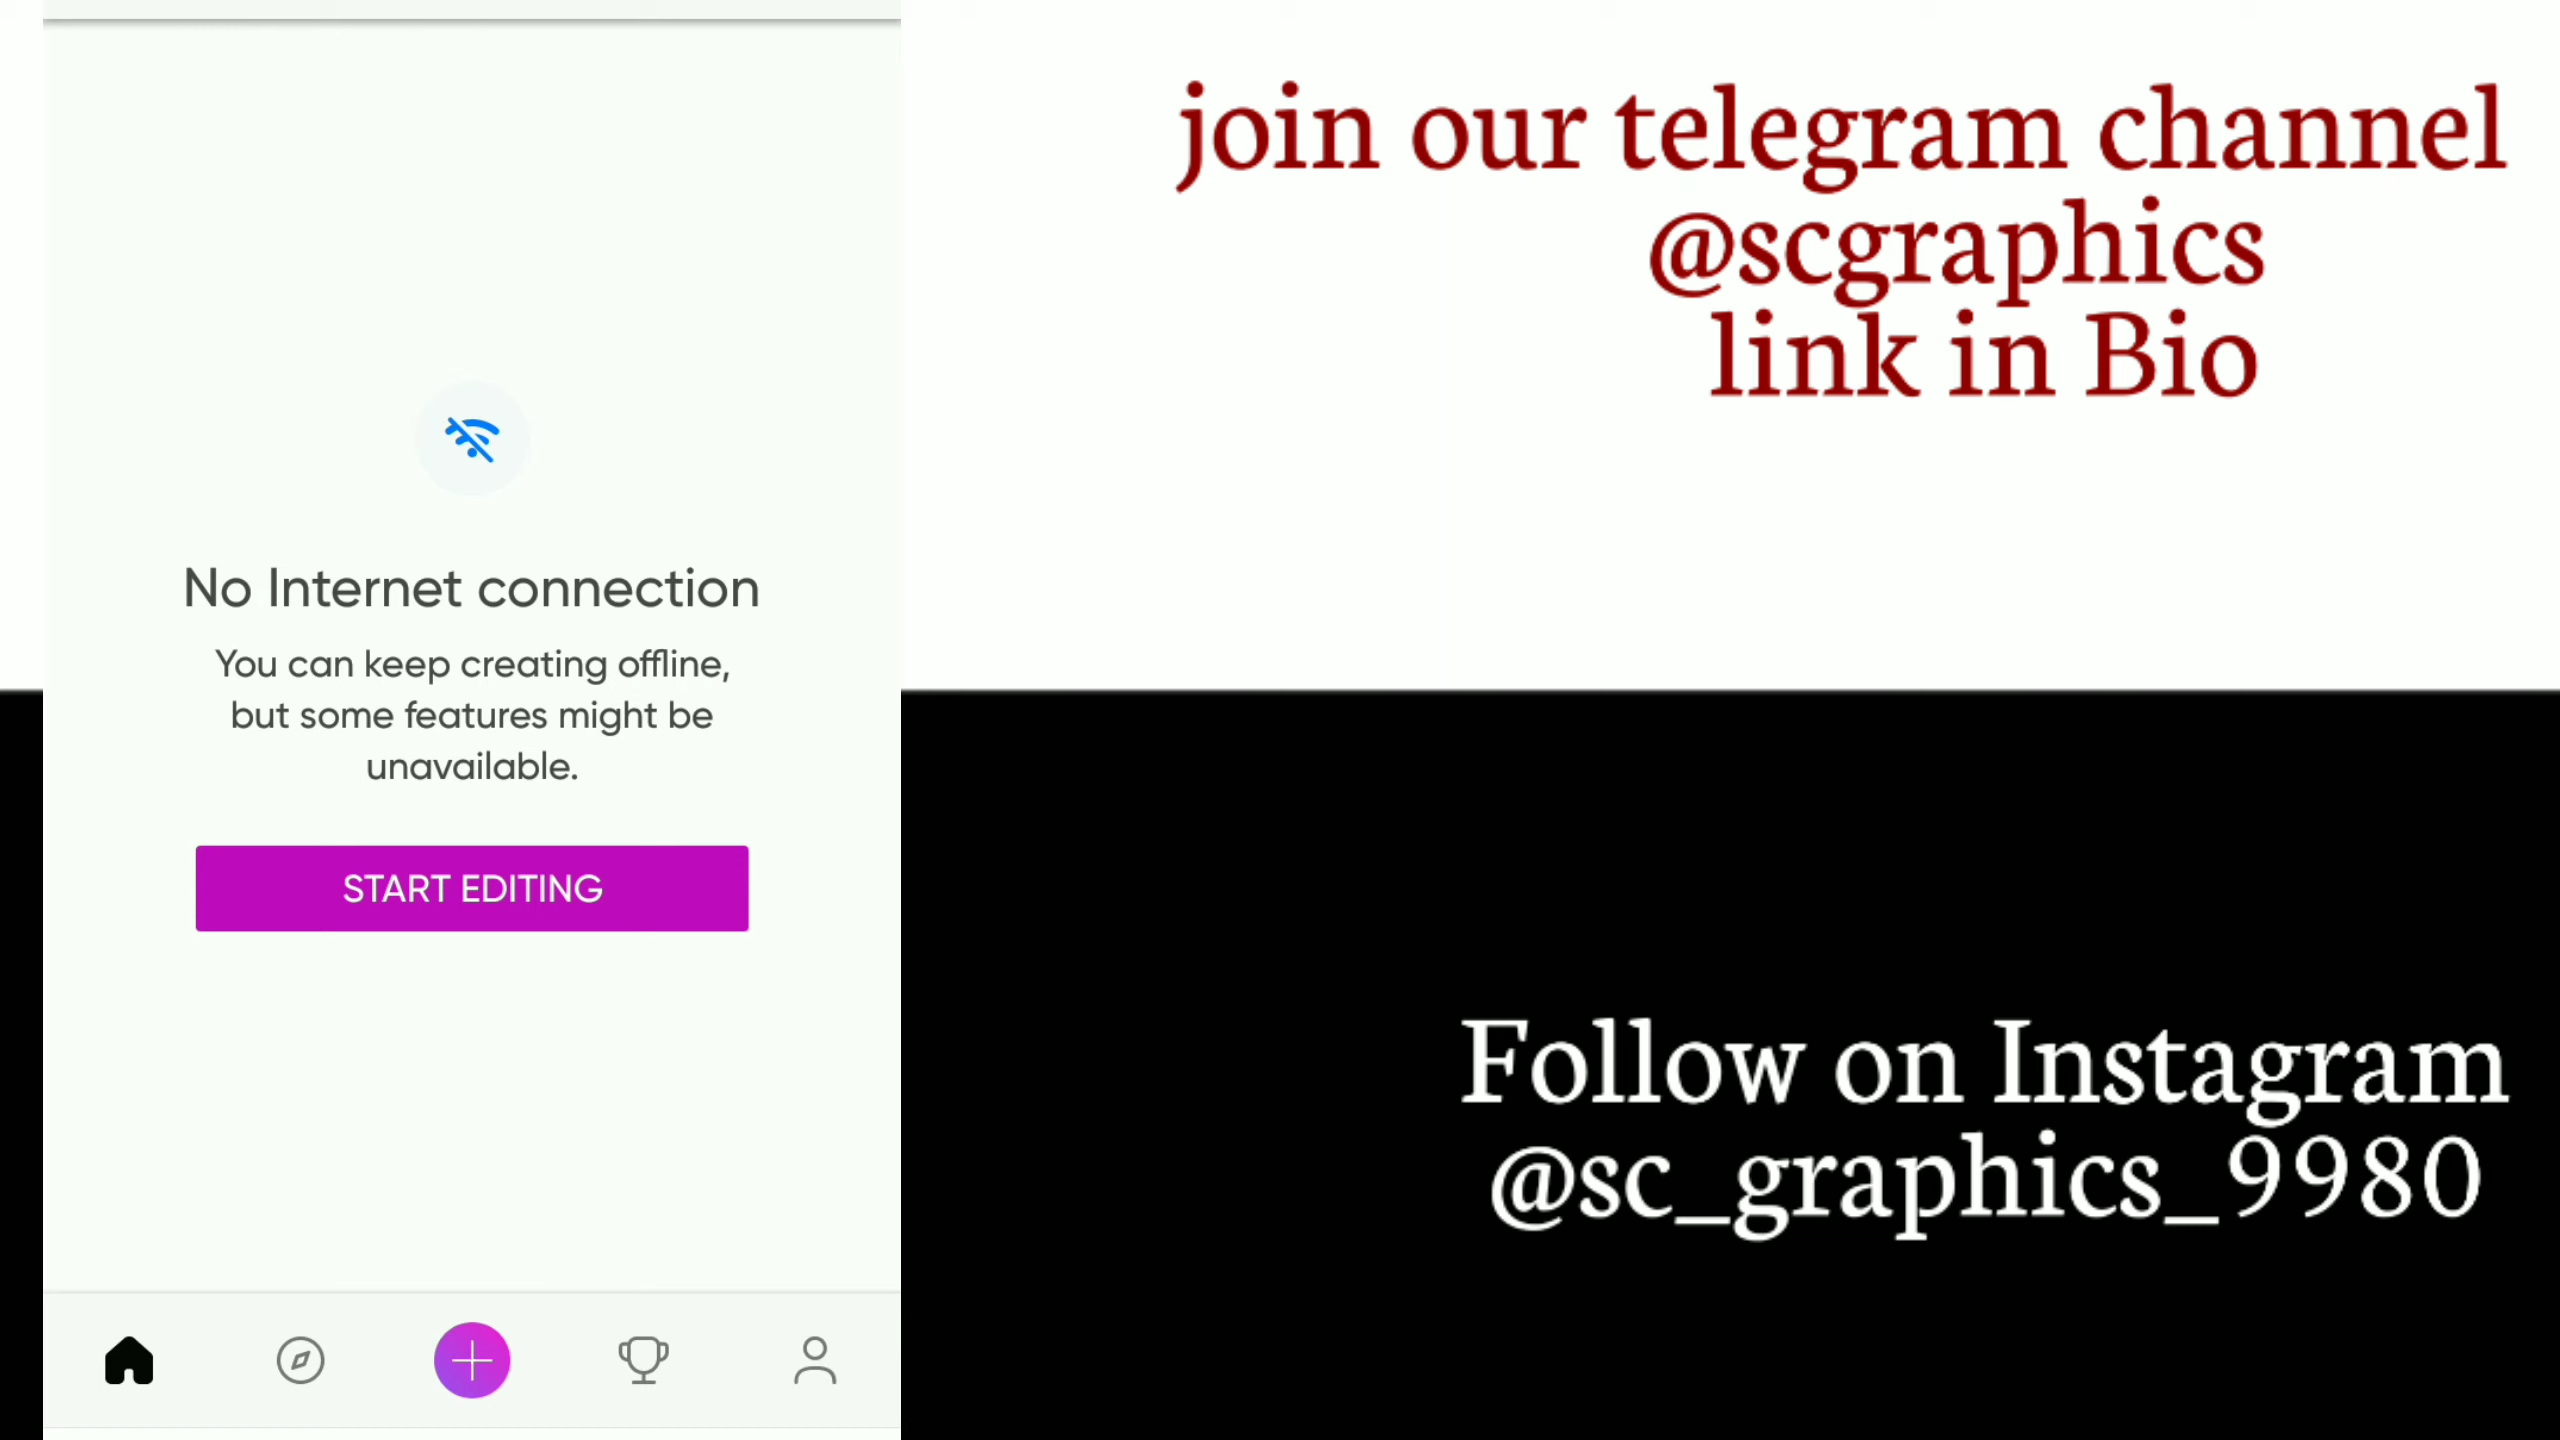 No Internet connection
You can keep creating offline,
but some features might be
unavailable.
START EDITING
join our telegram channel
@scgraphics
link in Bio
Follow on Instagram
@sc_graphics_9980